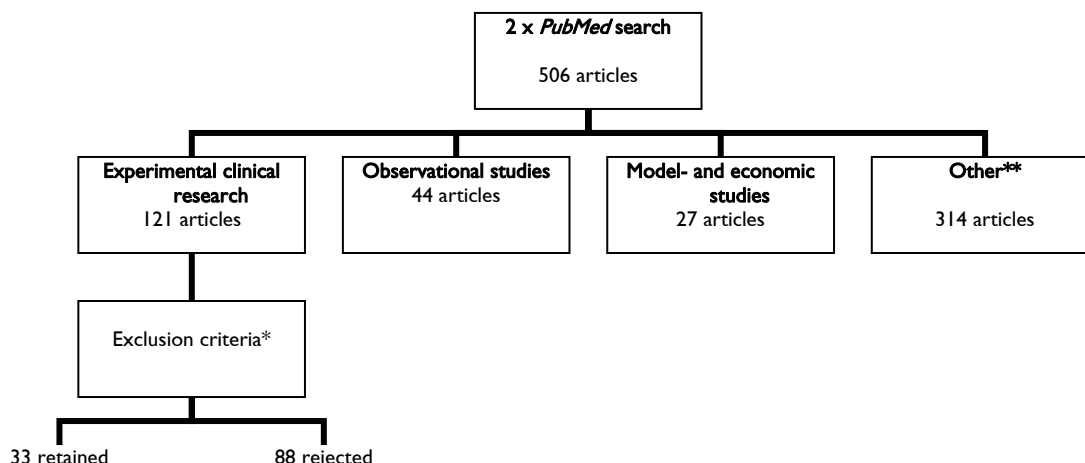 2 x PubMed search
506 articles
Experimental clinical
research
121 articles
Observational studies
44 articles
Model- and economic
studies
27 articles
Other**
314 articles
Exclusion criteria*
33 retained
88 rejected